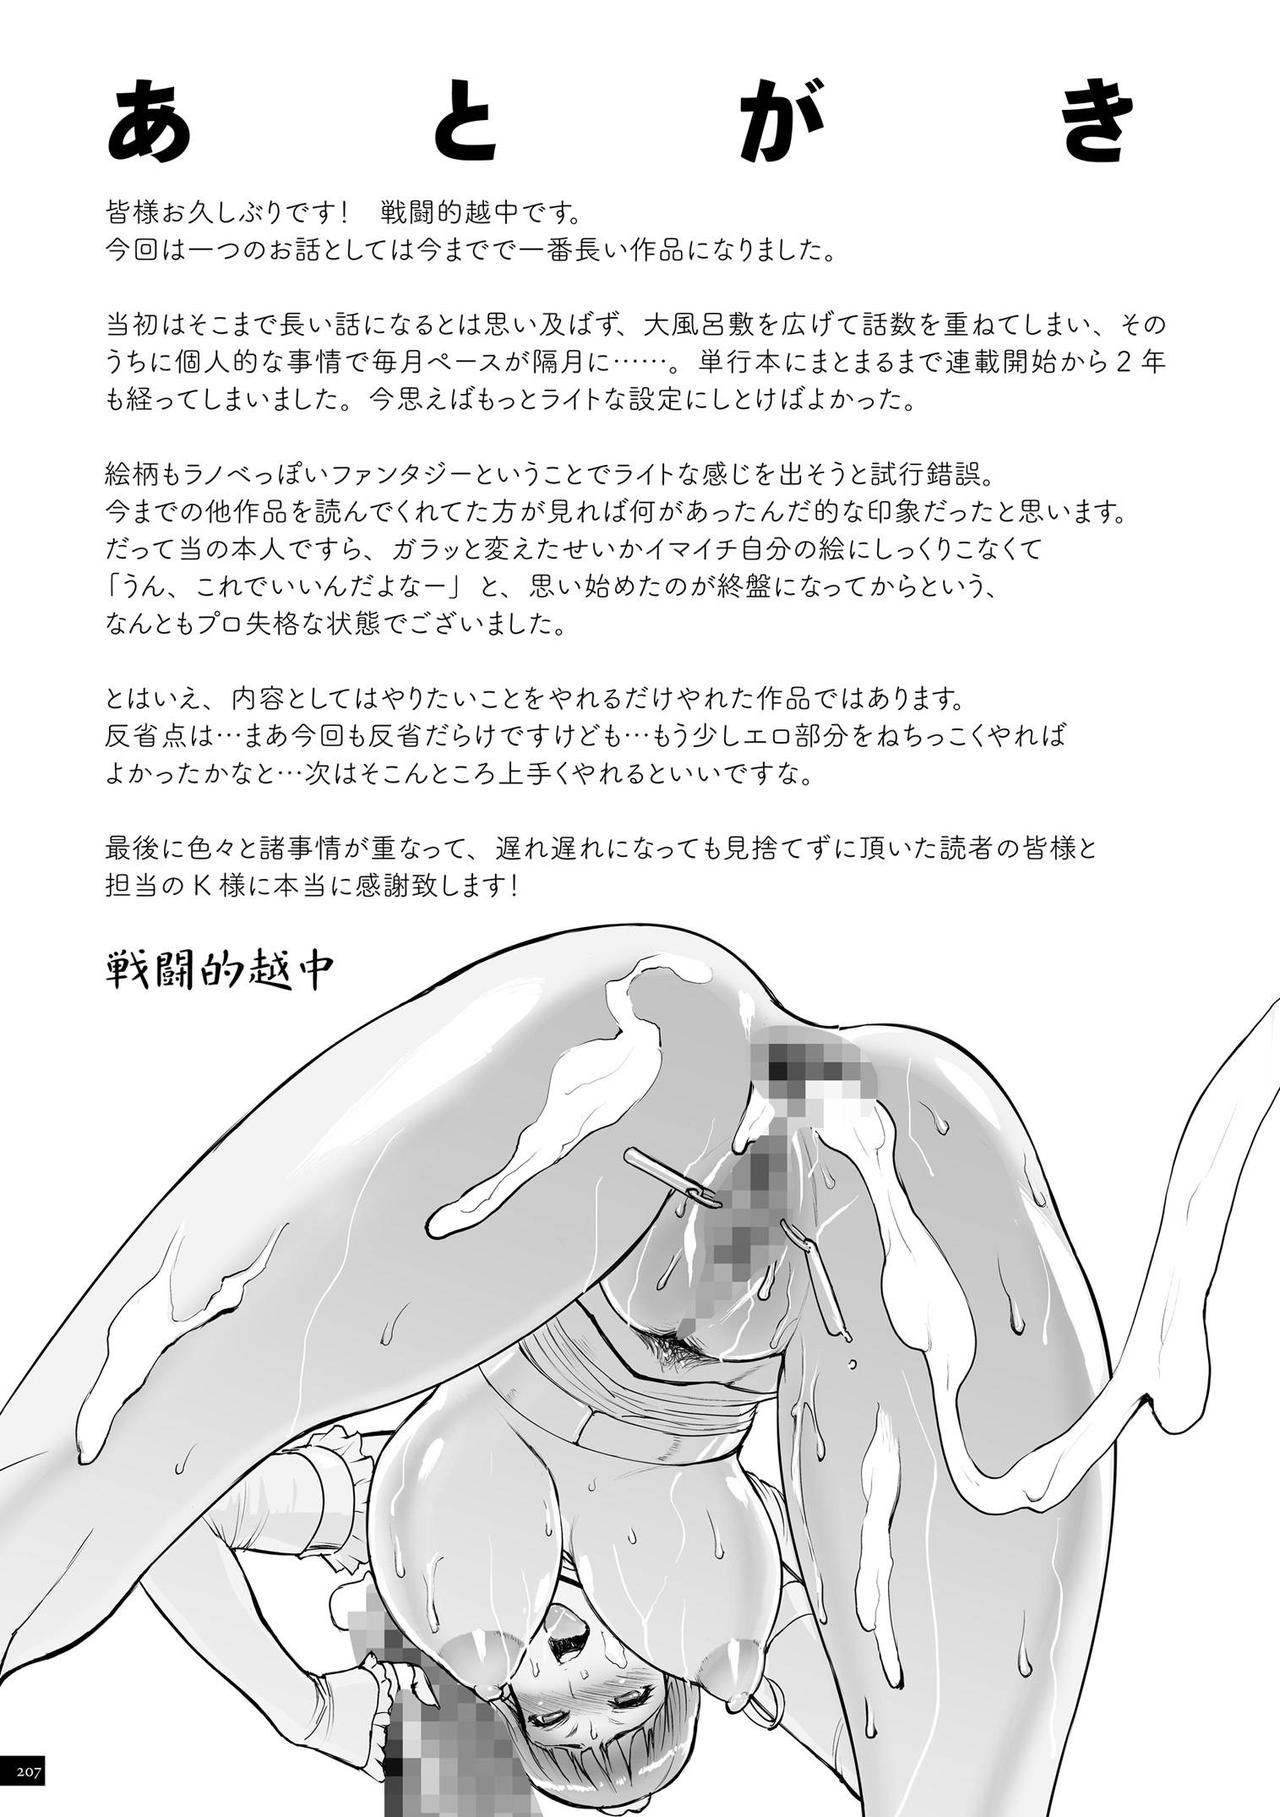 あとがき
皆様お久しぶりです！　戦闘的越中です。
今回は一つのお話としては今までで一番長い作品になりました。
当初はそこまで長い話になるとは思い及ばず、大風呂敷を広げて話数を重ねてしまい、その
うちに個人的な事情で毎月ペースが隔月に……。単行本にまとまるまで連載開始から２年
も経ってしまいました。今思えばもっとライトな設定にしとけばよかった。
絵柄もラノベっぽいファンタジーということでライトな感じを出そうと試行錯誤。
今までの他作品を読んでくれてた方が見れば何があったんだ的な印象だったと思います。
だって当の本人ですら、ガラッと変えたせいかイマイチ自分の絵にしっくりこなくて
「うん、これでいいんだよなー」と、思い始めたのが終盤になってからという、
なんともプロ失格な状態でございました。
とはいえ、内容としてはやりたいことをやれるだけやれた作品ではあります。
反省点は…まあ今回も反省だらけですけども…もう少しエロ部分をねちっこくやれば
よかったかなと…次はそこんところ上手くやれるといいですな。
最後に色々と諸事情が重なって、遅れ遅れになっても見捨てずに頂いた読者の皆様と
担当のK様に本当に感謝致します！
戦闘的越中
207